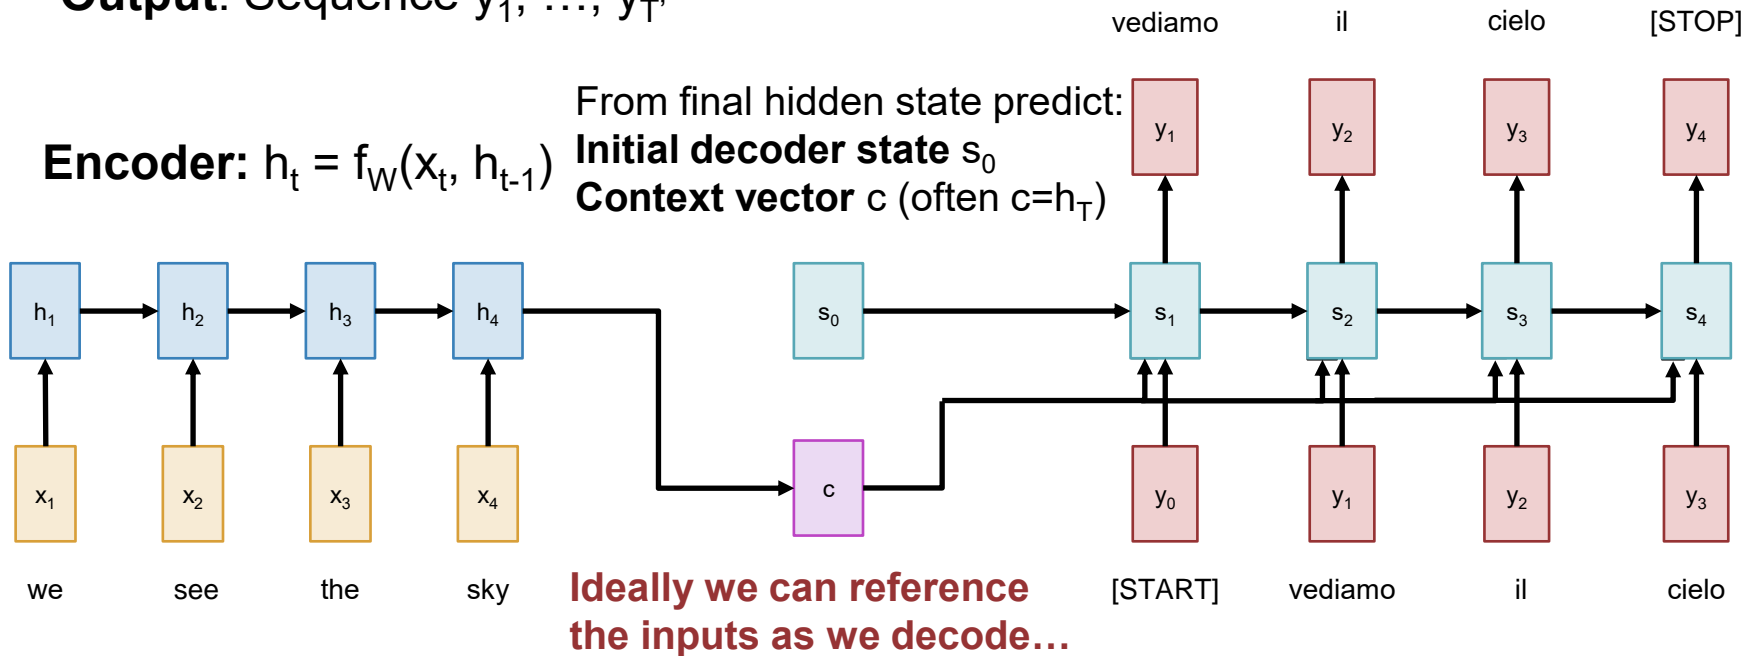 Output: Sequence y1, …, yT'
vediamo il cielo [STOP]
From final hidden state predict:
Encoder: ht = fW(xt, ht-1)
Initial decoder state s0
Context vector c (often c=hT)
y1 y2 y3 y4
h1 h2 h3 h4 s0 s1 s2 s3 s4
x1 x2 x3 x4 c y0 y1 y2 y3
we see the sky [START] vediamo il cielo
Ideally we can reference
the inputs as we decode…